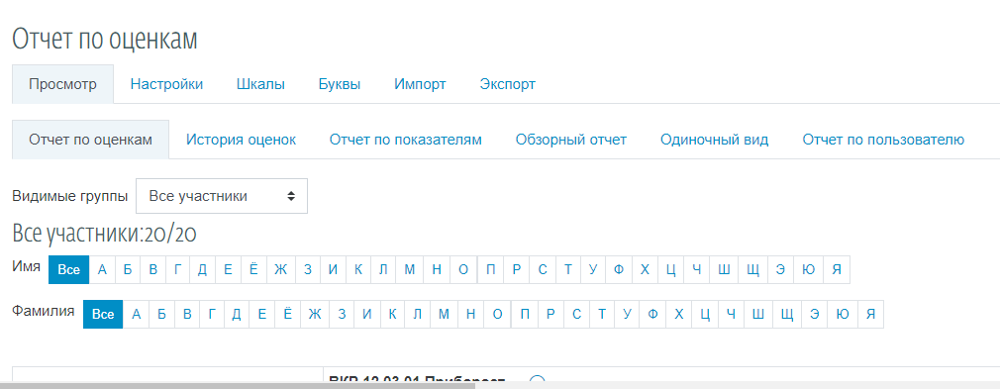 Отчет по оценкам
Просмотр Настройки Шкалы Буквы Импорт Экспорт
Отчет по оценкам История оценок Отчет по показателям Обзорный отчет Одиночный вид Отчет по пользователю
Видимые группы Все участники
Все участники:20/20
Имя Все А Б В Г Д Е Ё Ж З И К Л М Н О П Р С Т У Ф Х Ц Ч Ш Щ Э Ю Я
Фамилия Все А Б В Г Д Е Ё Ж З И К Л М Н О П Р С Т У Ф Х Ц Ч Ш Щ Э Ю Я
ВКР 12.03.01 Приборост